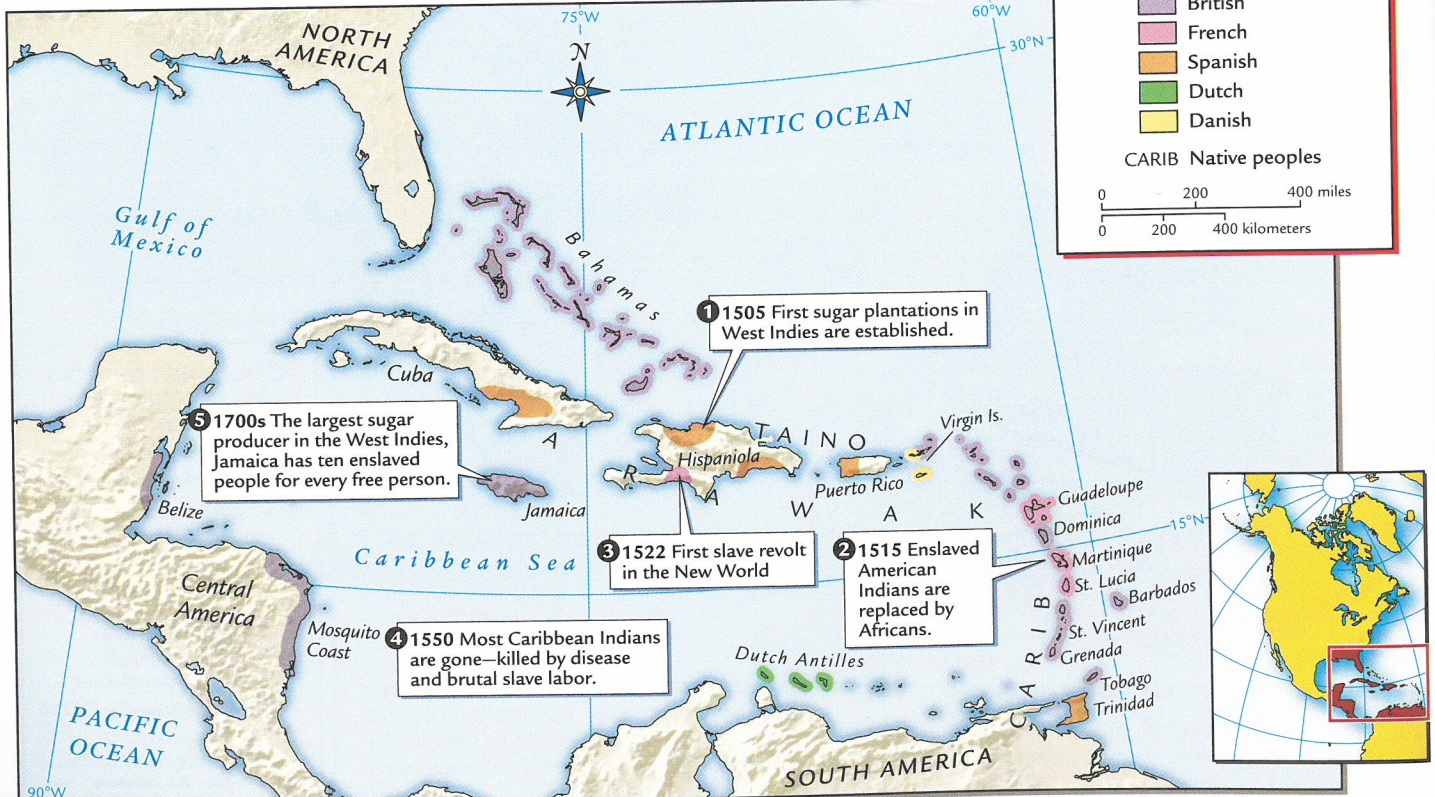 75°W
60°W
30°N
NORTH
AMERICA
N
ATLANTIC OCEAN
British
French
Spanish
Dutch
Danish
CARIB Native peoples
0 200 400 miles
0 200 400 kilometers
Gulf of
Mexico
Bahamas
1 1505 First sugar plantations in
West Indies are established.
Cuba
5 1700s The largest sugar
producer in the West Indies,
Jamaica has ten enslaved
people for every free person.
TAINO
Virgin Is.
Hispaniola
Puerto Rico
ARAWAK
Guadeloupe
Dominica
15°N
Belize
Jamaica
Caribbean Sea
3 1522 First slave revolt
in the New World
2 1515 Enslaved
American
Indians are
replaced by
Africans.
Martinique
St. Lucia
Barbados
St. Vincent
Grenada
CARIB
Central
America
Mosquito
Coast
4 1550 Most Caribbean Indians
are gone—killed by disease
and brutal slave labor.
Dutch Antilles
Tobago
Trinidad
PACIFIC
OCEAN
SOUTH AMERICA
90°W